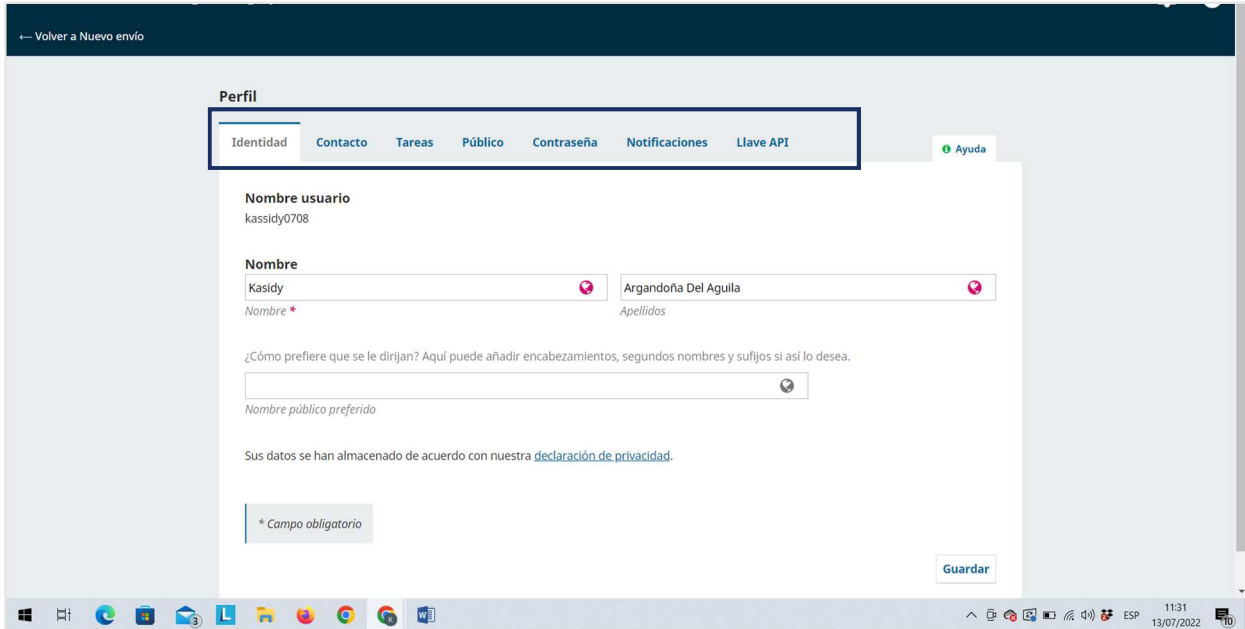 ← Volver a Nuevo envío
Perfil
Identidad Contacto Tareas Público Contraseña Notificaciones Llave API
Ayuda
Nombre usuario
kassidy0708
Nombre
Kasidy Argandoña Del Aguila
Nombre * Apellidos
¿Cómo prefiere que se le dirijan? Aquí puede añadir encabezamientos, segundos nombres y sufijos si así lo desea.
Nombre público preferido
Sus datos se han almacenado de acuerdo con nuestra declaración de privacidad.
* Campo obligatorio
Guardar
3 L K W ESP 11:31
13/07/2022 10